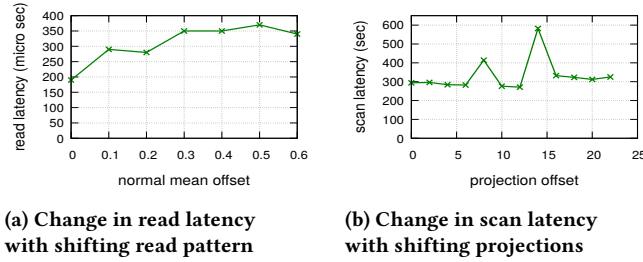 400
350
300
250
200
150
100
50
0
read latency (micro sec)
0 0.1 0.2 0.3 0.4 0.5 0.6
normal mean offset
(a) Change in read latency
with shifting read pattern
600
500
400
300
200
100
0
scan latency (sec)
0 5 10 15 20 25
projection offset
(b) Change in scan latency
with shifting projections